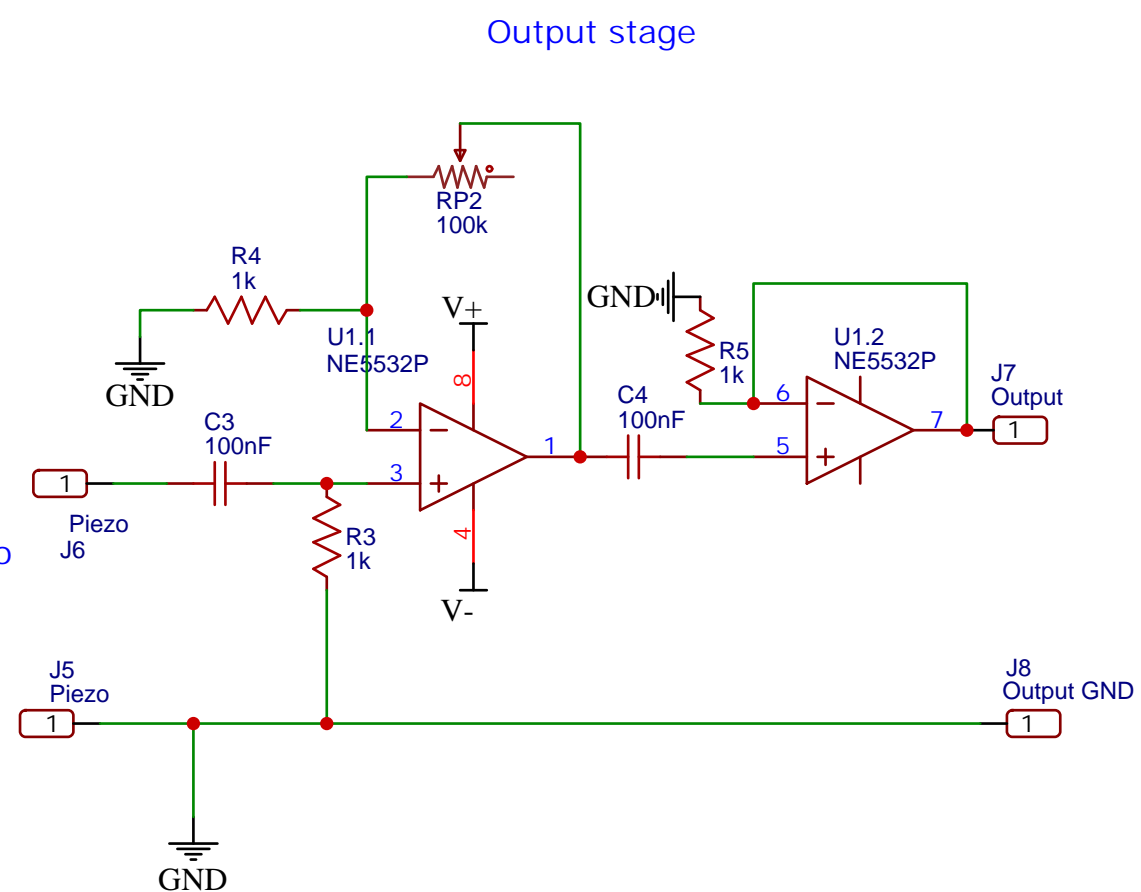 Output stage
RP2
100k
R4
1k
V+
GND
U1.1
NE5532P
8
GND
R5
1k
U1.2
NE5532P
J7
Output
1
C3
100nF
2
3
1
C4
100nF
6
5
7
1
Piezo
J6
o
R3
1k
4
V-
J5
Piezo
1
J8
Output GND
1
GND